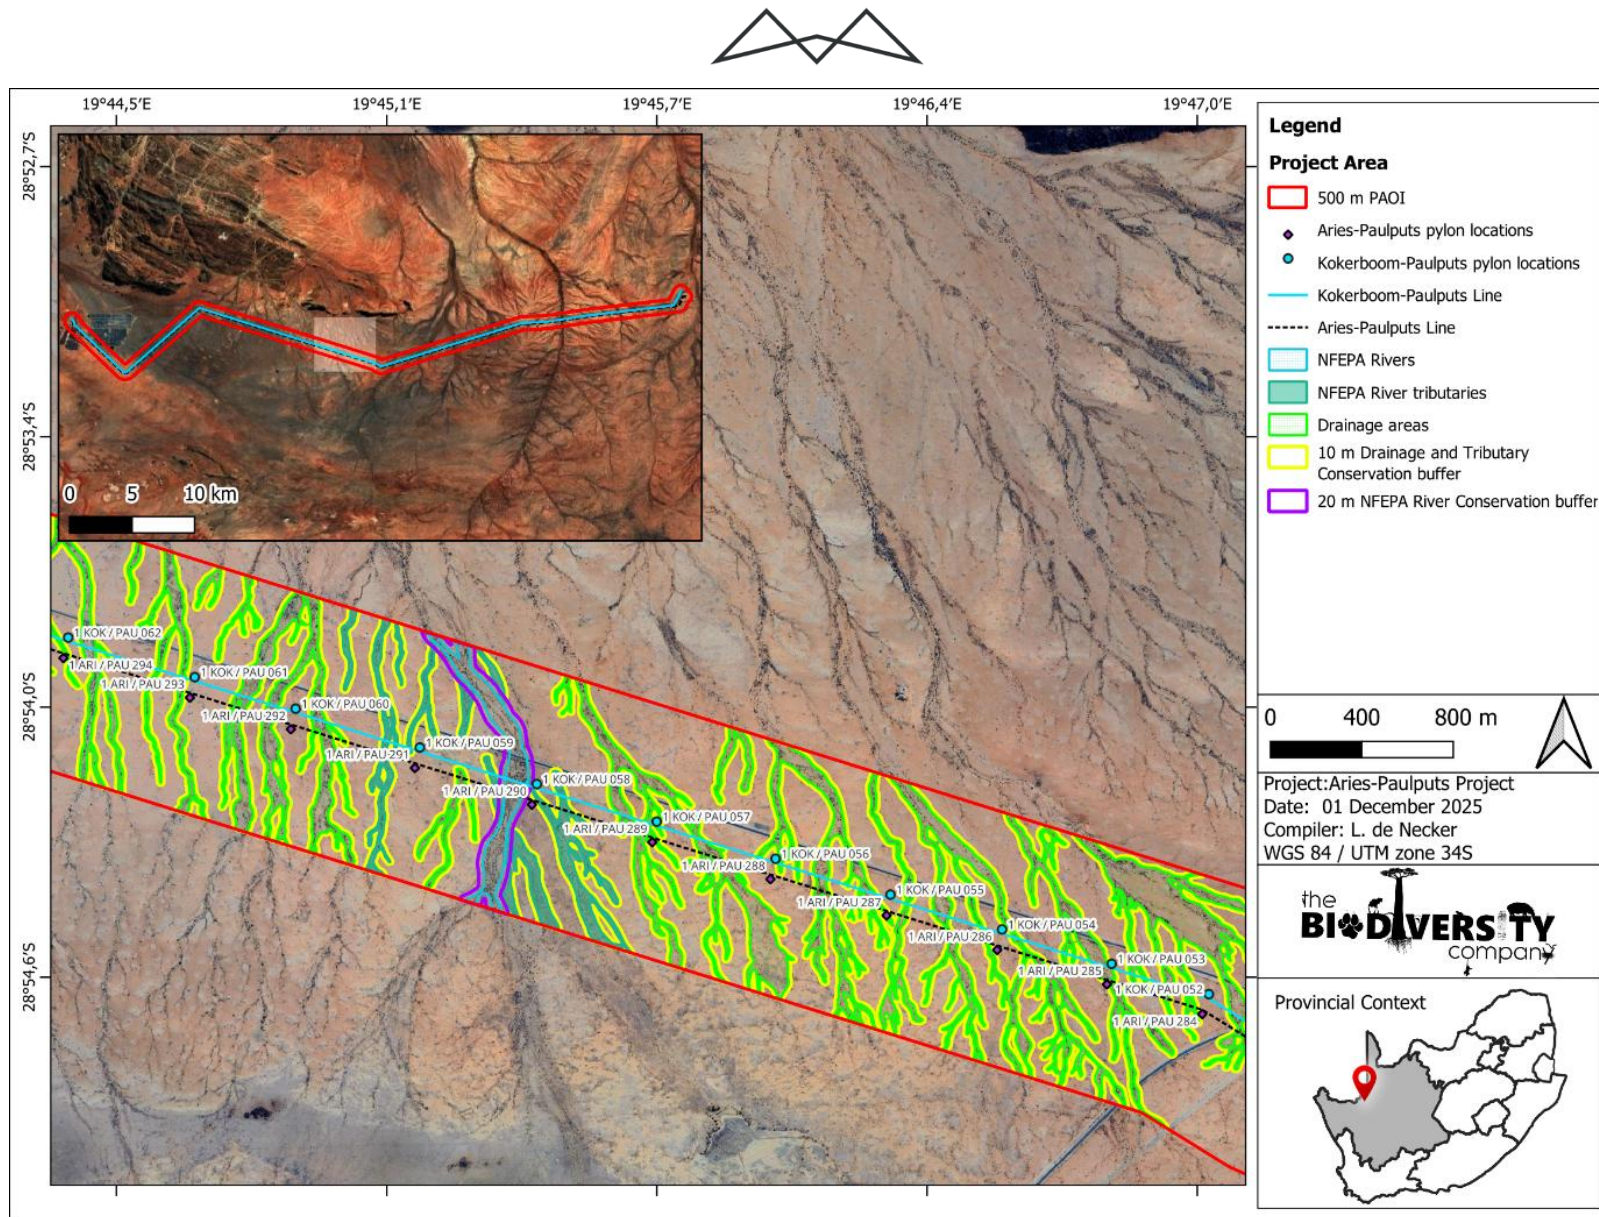 19°44,5'E
19°45,1'E
19°45,7'E
19°46,4'E
19°47,0'E
28°52,7'S
28°53,4'S
28°54,0'S
28°54,6'S
0 5 10 km
1 KOK / PAU 062
1 ARI / PAU 294
1 KOK / PAU 061
1 ARI / PAU 293
1 KOK / PAU 060
1 ARI / PAU 292
1 KOK / PAU 059
1 ARI / PAU 291
1 KOK / PAU 058
1 ARI / PAU 290
1 KOK / PAU 057
1 ARI / PAU 289
1 KOK / PAU 056
1 ARI / PAU 288
1 KOK / PAU 055
1 ARI / PAU 287
1 KOK / PAU 054
1 ARI / PAU 286
1 KOK / PAU 053
1 ARI / PAU 285
1 KOK / PAU 052
1 ARI / PAU 284
Legend
Project Area
500 m PAOI
Aries-Paulputs pylon locations
Kokerboom-Paulputs pylon locations
Kokerboom-Paulputs Line
Aries-Paulputs Line
NFEPA Rivers
NFEPA River tributaries
Drainage areas
10 m Drainage and Tributary
Conservation buffer
20 m NFEPA River Conservation buffer
0 400 800 m
Project:Aries-Paulputs Project
Date: 01 December 2025
Compiler: L. de Necker
WGS 84 / UTM zone 34S
the
BIODIVERSITY
company
Provincial Context